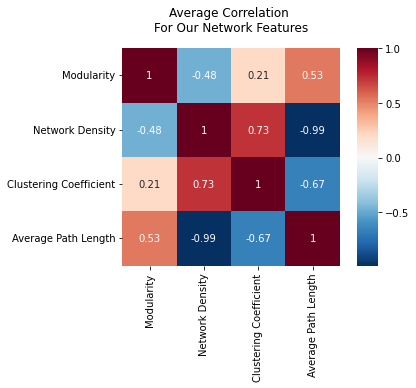 Average Correlation
For Our Network Features
Modularity
1
-0.48
0.21
0.53
Network Density
-0.48
1
0.73
-0.99
Clustering Coefficient
0.21
0.73
1
-0.67
Average Path Length
0.53
-0.99
-0.67
1
Modularity
Network Density
Clustering Coefficient
Average Path Length
1.0
0.5
0.0
−0.5